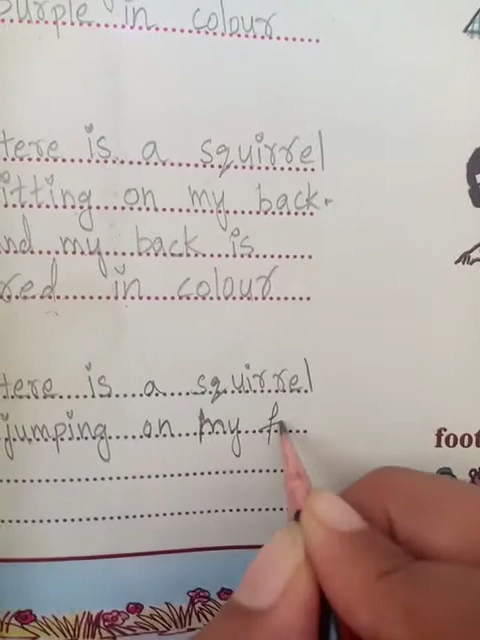 purple in colour
tere is a squirrel
itting on my back.
nd my back is
red in colour
tere is a squirrel
jumping on my f
foot